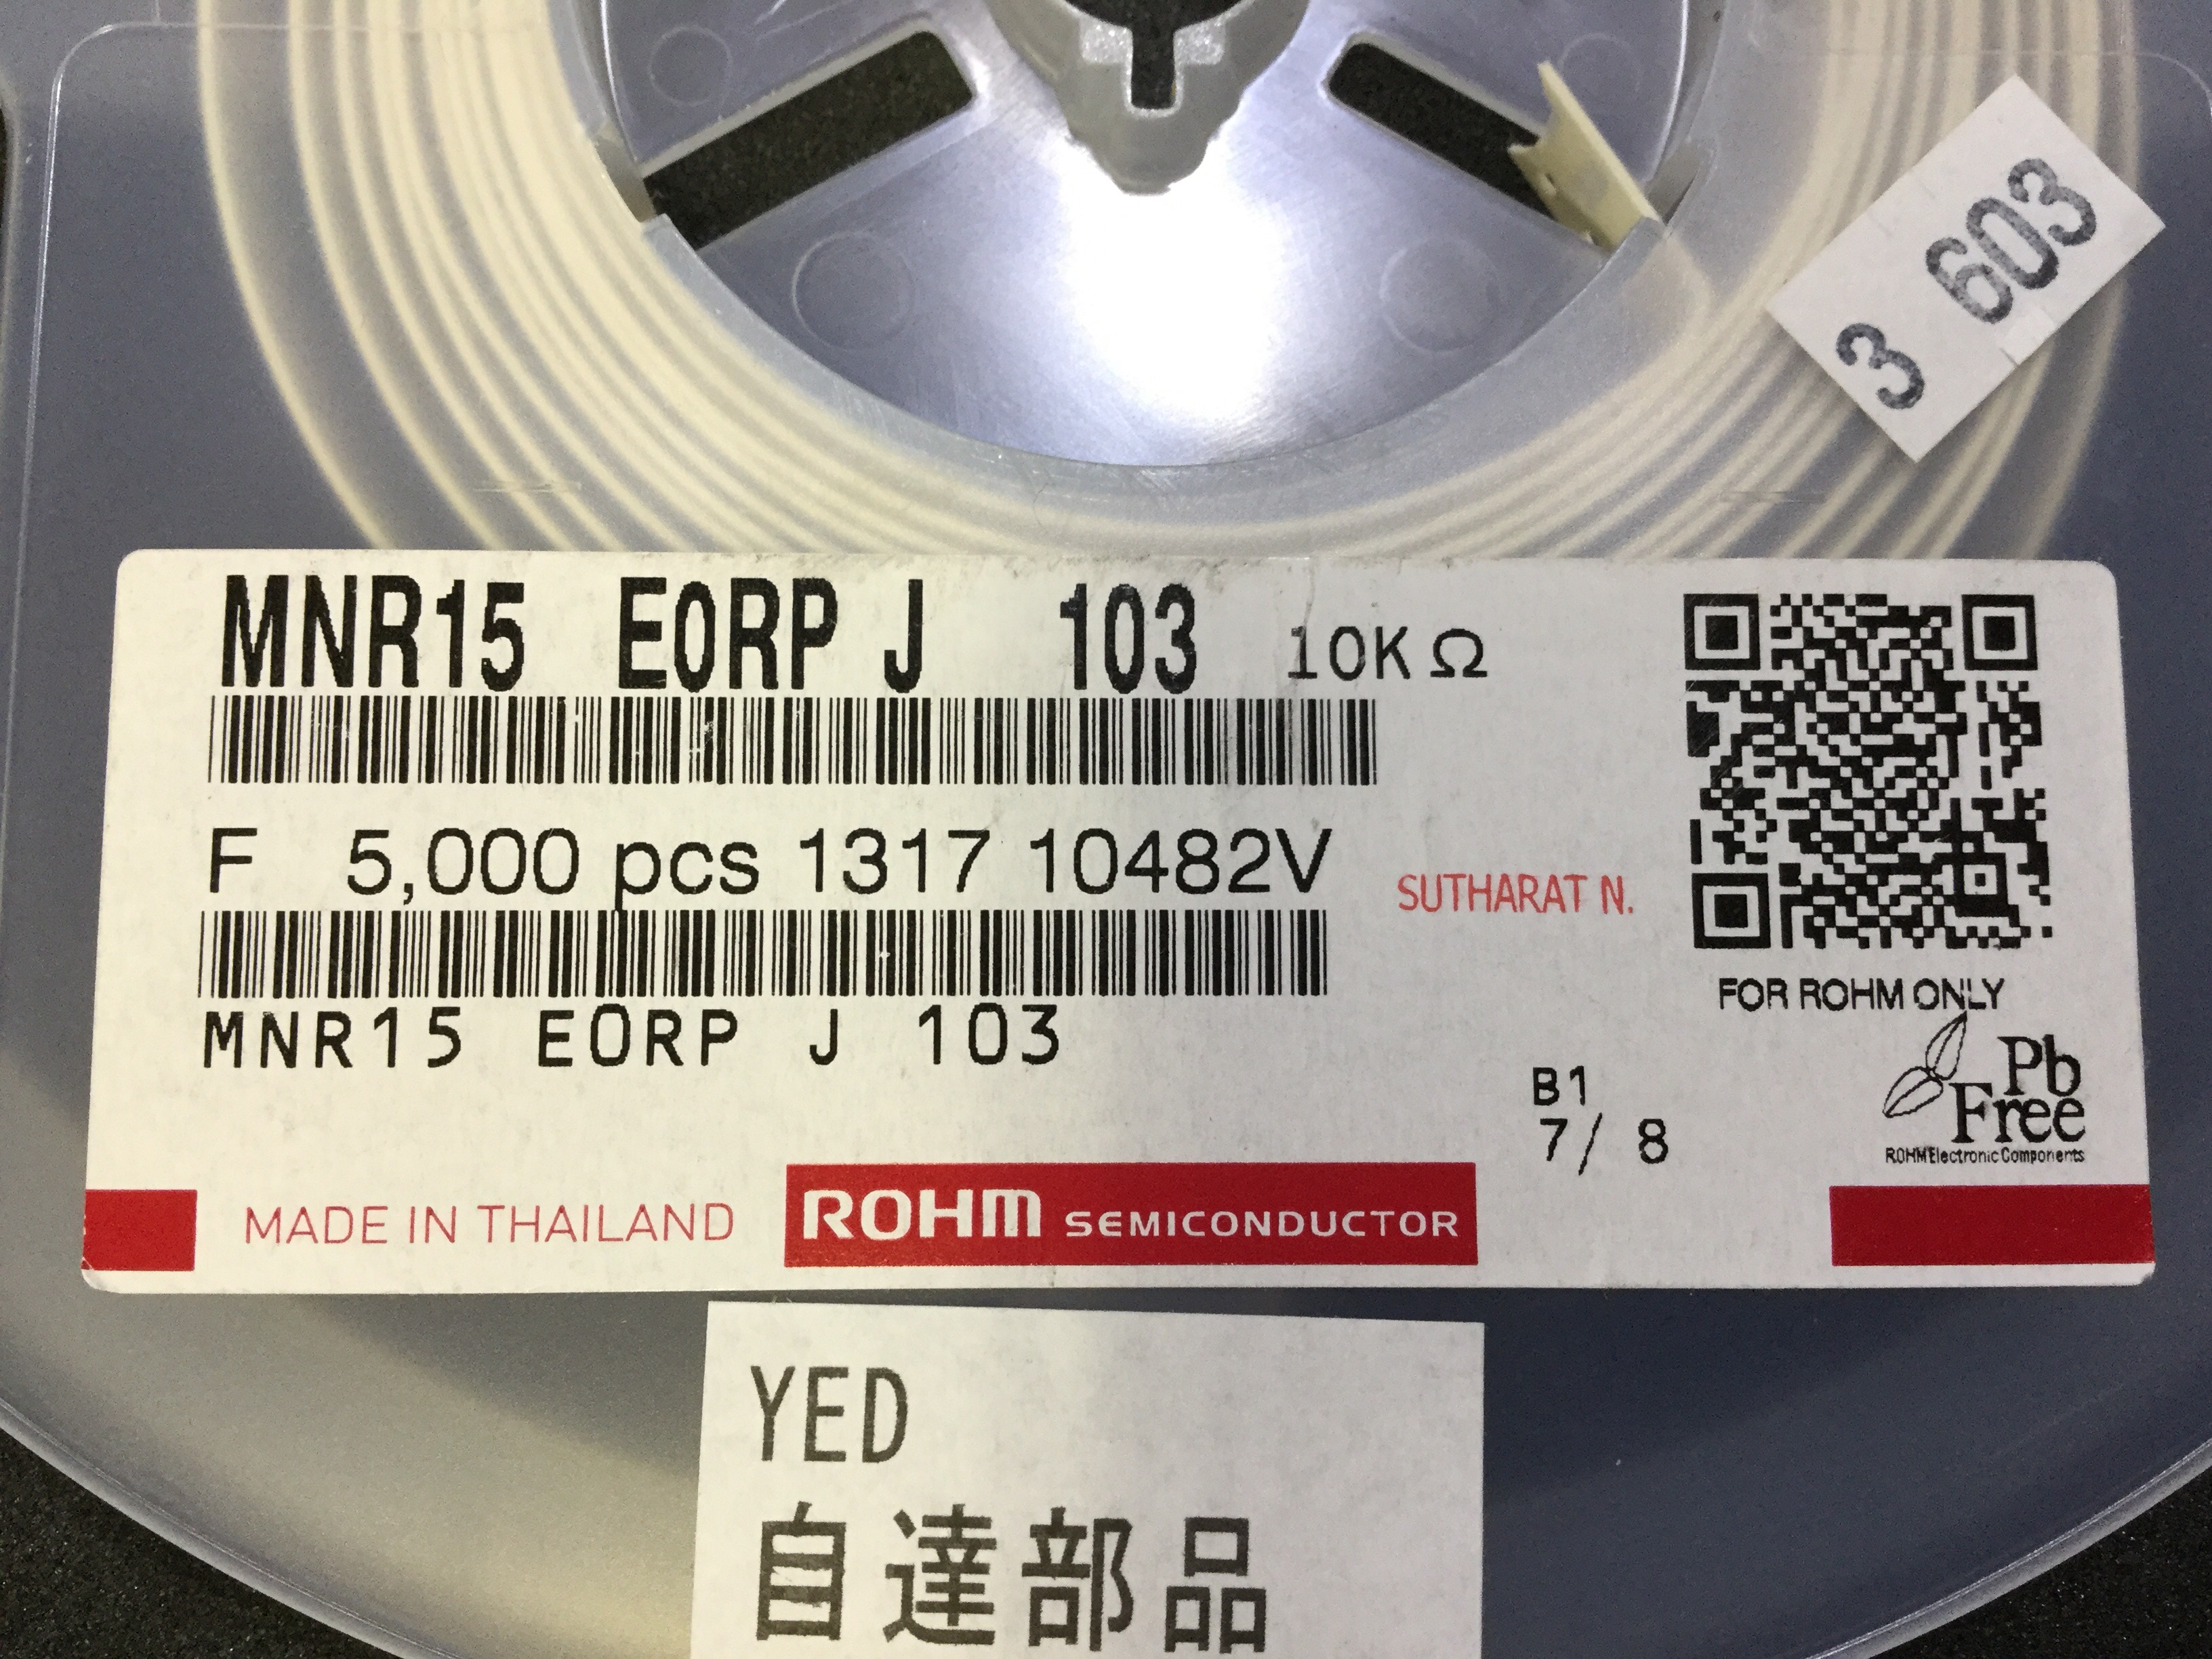 3 603
MNR15 E0RP J 103 10KΩ
F 5,000 pcs 1317 10482V
SUTHARAT N.
MNR15 E0RP J 103
FOR ROHM ONLY
B1
7/ 8
Pb
Free
ROHM Electronic Components
MADE IN THAILAND
ROHM SEMICONDUCTOR
YED
自達部品